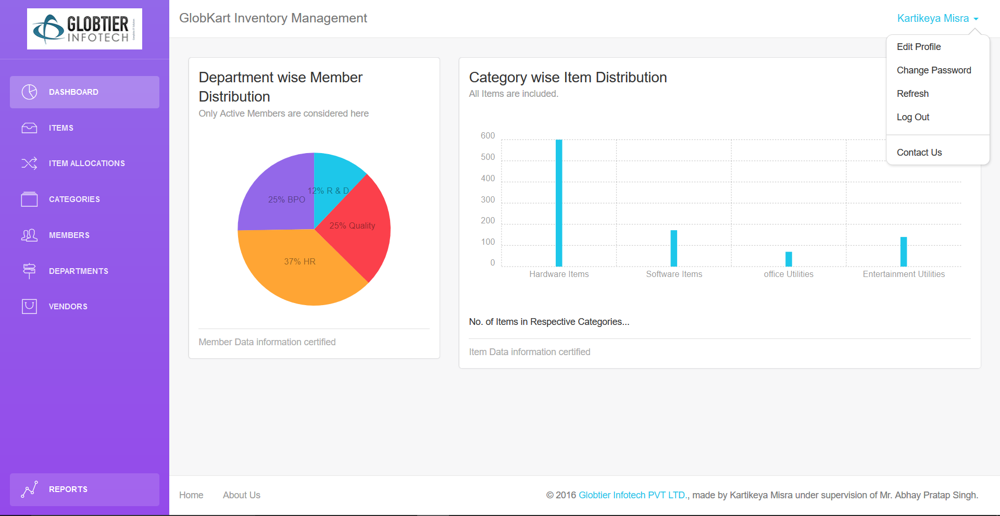 GLOBTIER
INFOTECH
DASHBOARD
ITEMS
ITEM ALLOCATIONS
CATEGORIES
MEMBERS
DEPARTMENTS
VENDORS
REPORTS
GlobKart Inventory Management
Kartikeya Misra
Edit Profile
Change Password
Refresh
Log Out
Contact Us
Department wise Member
Distribution
Only Active Members are considered here
12% R & D
25% BPO
25% Quality
37% HR
Member Data information certified
Category wise Item Distribution
All Items are included.
600
500
400
300
200
100
0
Hardware Items
Software Items
office Utilities
Entertainment Utilities
No. of Items in Respective Categories...
Item Data information certified
Home
About Us
© 2016 Globtier Infotech PVT LTD., made by Kartikeya Misra under supervision of Mr. Abhay Pratap Singh.